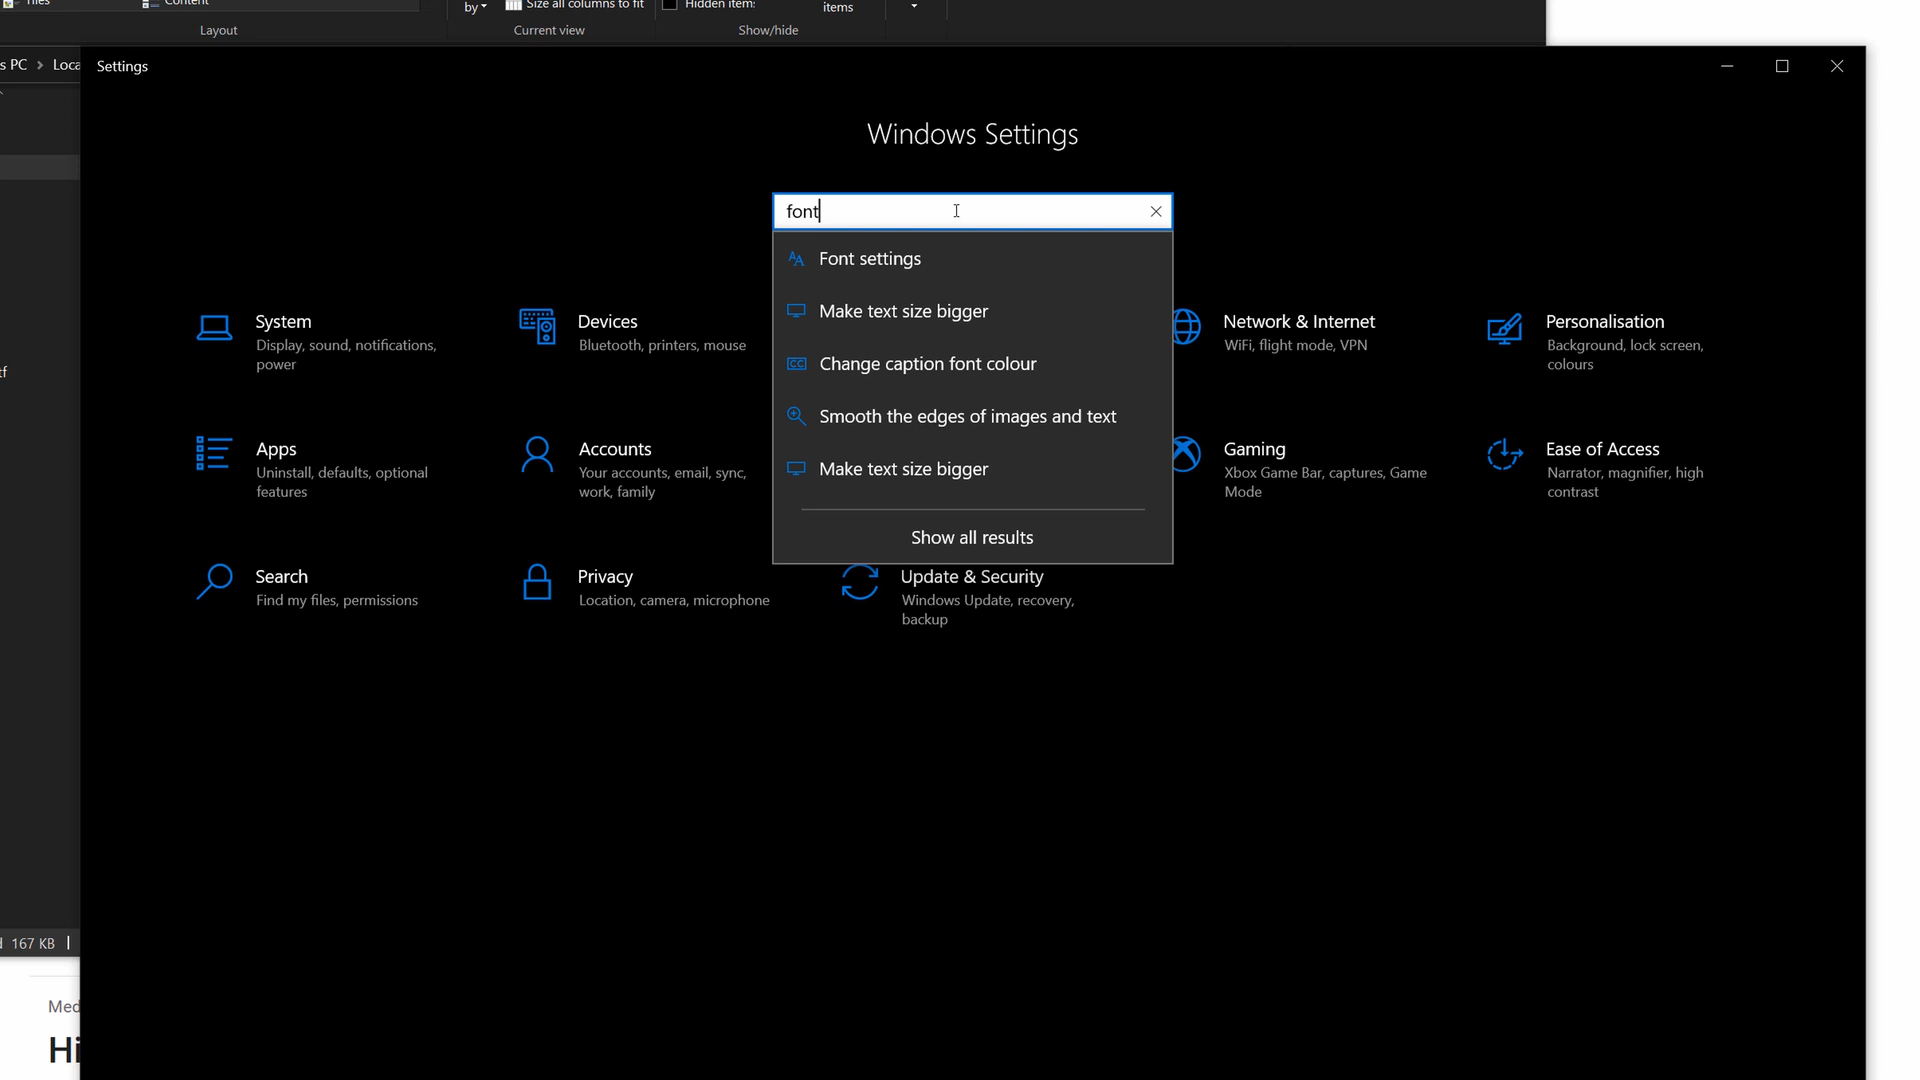 by
Size all columns to fit
items
Layout
Current view
Show/hide
s PC > Loca
Settings
Windows Settings
font
Font settings
Make text size bigger
Change caption font colour
Smooth the edges of images and text
Make text size bigger
Show all results
System
Display, sound, notifications,
power
Devices
Bluetooth, printers, mouse
Network & Internet
WiFi, flight mode, VPN
Personalisation
Background, lock screen,
colours
Apps
Uninstall, defaults, optional
features
Accounts
Your accounts, email, sync,
work, family
Gaming
Xbox Game Bar, captures, Game
Mode
Ease of Access
Narrator, magnifier, high
contrast
Search
Find my files, permissions
Privacy
Location, camera, microphone
Update & Security
Windows Update, recovery,
backup
167 KB
Med
Hi